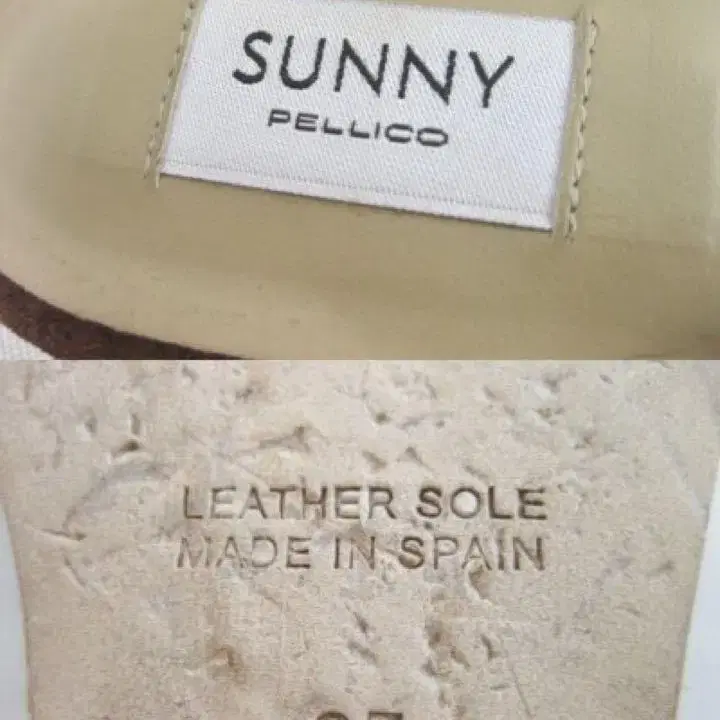 SUNNY
PELLICO
LEATHER SOLE
MADE IN SPAIN